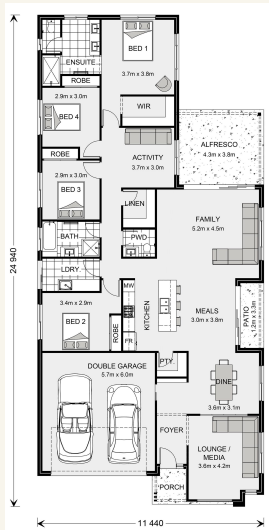 BED 1
3.7m x 3.8m
ENSUITE
ROBE
WIR
2.9m x 3.0m
BED 4
ALFRESCO
4.3m x 3.8m
ACTIVITY
3.7m x 3.0m
ROBE
2.9m x 3.0m
BED 3
LINEN
FAMILY
5.2m x 4.5m
BATH
PWD
LDRY
24 940
MW
KITCHEN
MEALS
3.0m x 3.8m
PATIO
1.2m x 3.3m
3.4m x 2.9m
BED 2
ROBE
FR
PTY
DOUBLE GARAGE
5.7m x 6.0m
DINE
3.6m x 3.1m
FOYER
LOUNGE /
MEDIA
3.6m x 4.2m
PORCH
11 440